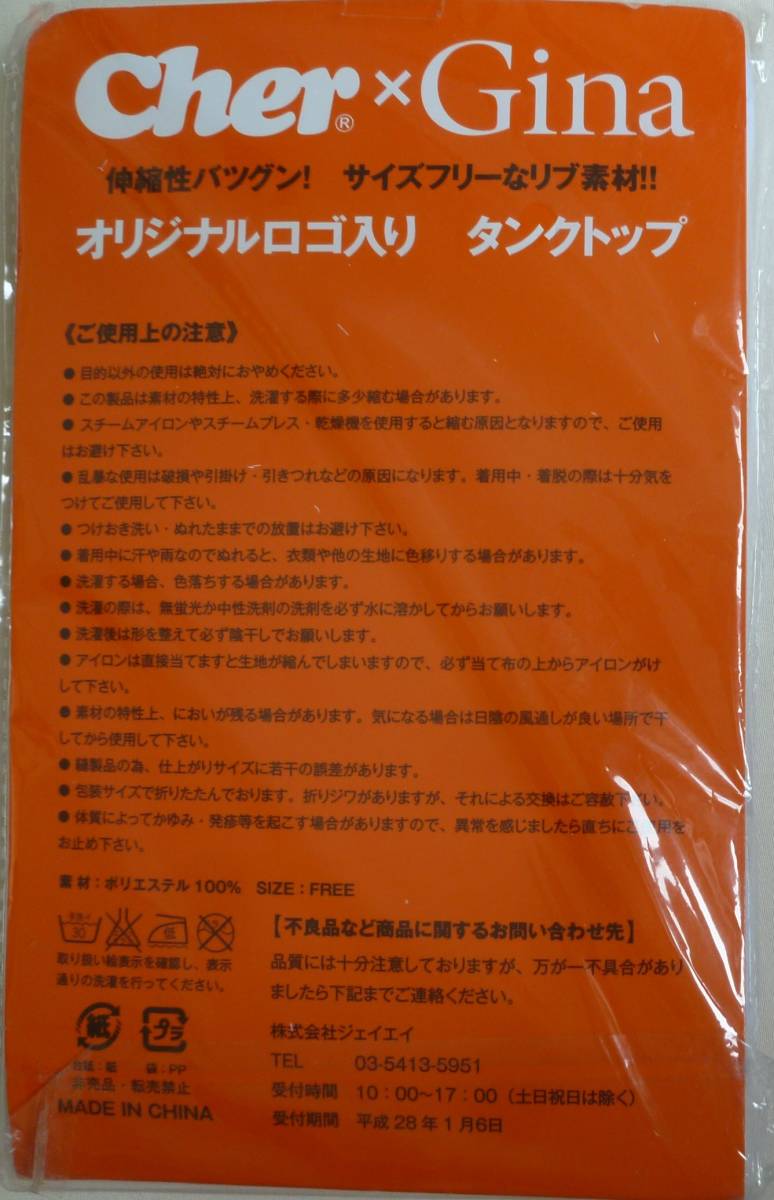 Cher® × Gina
伸縮性バツグン! サイズフリーなリブ素材!!
オリジナルロゴ入り タンクトップ
《ご使用上の注意》
● 目的以外の使用は絶対におやめください。
● この製品は素材の特性上、洗濯する際に多少縮む場合があります。
● スチームアイロンやスチームプレス・乾燥機を使用すると縮む原因となりますので、ご使用
はお避け下さい。
● 乱暴な使用は破損や引掛け・引きつれなどの原因になります。着用中・着脱の際は十分気を
つけてご使用して下さい。
● つけおき洗い・ぬれたままでの放置はお避け下さい。
● 着用中に汗や雨なのでぬれると、衣類や他の生地に色移りする場合があります。
● 洗濯する場合、色落ちする場合があります。
● 洗濯の際は、無蛍光か中性洗剤の洗剤を必ず水に溶かしてからお願いします。
● 洗濯後は形を整えて必ず陰干しでお願いします。
● アイロンは直接当てますと生地が縮んでしまいますので、必ず当て布の上からアイロンがけ
して下さい。
● 素材の特性上、においが残る場合があります。気になる場合は日陰の風通しが良い場所で干
してから使用して下さい。
● 縫製品の為、仕上がりサイズに若干の誤差があります。
● 包装サイズで折りたたんでおります。折りジワがありますが、それによる交換はご容赦下さい。
● 体質によってかゆみ・発疹等を起こす場合がありますので、異常を感じましたら直ちにご使用を
お止め下さい。
素材：ポリエステル100% SIZE：FREE
手洗イ 30 低
取り扱い絵表示を確認し、表示
通りの洗濯を行ってください。
【不良品など商品に関するお問い合わせ先】
品質には十分注意しておりますが、万が一不具合があり
ましたら下記までご連絡ください。
紙 プラ
台紙：紙 袋：PP
非売品・転売禁止
MADE IN CHINA
株式会社ジェイエイ
TEL 03-5413-5951
受付時間 10：00〜17：00（土日祝日は除く）
受付期間 平成28年1月6日